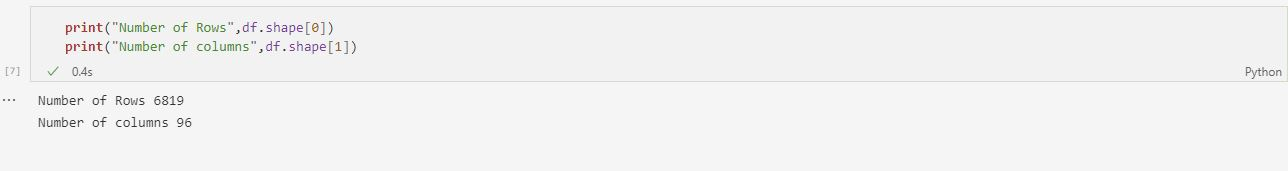 print("Number of Rows",df.shape[0])
print("Number of columns",df.shape[1])
[7] 0.4s Python
... Number of Rows 6819
Number of columns 96